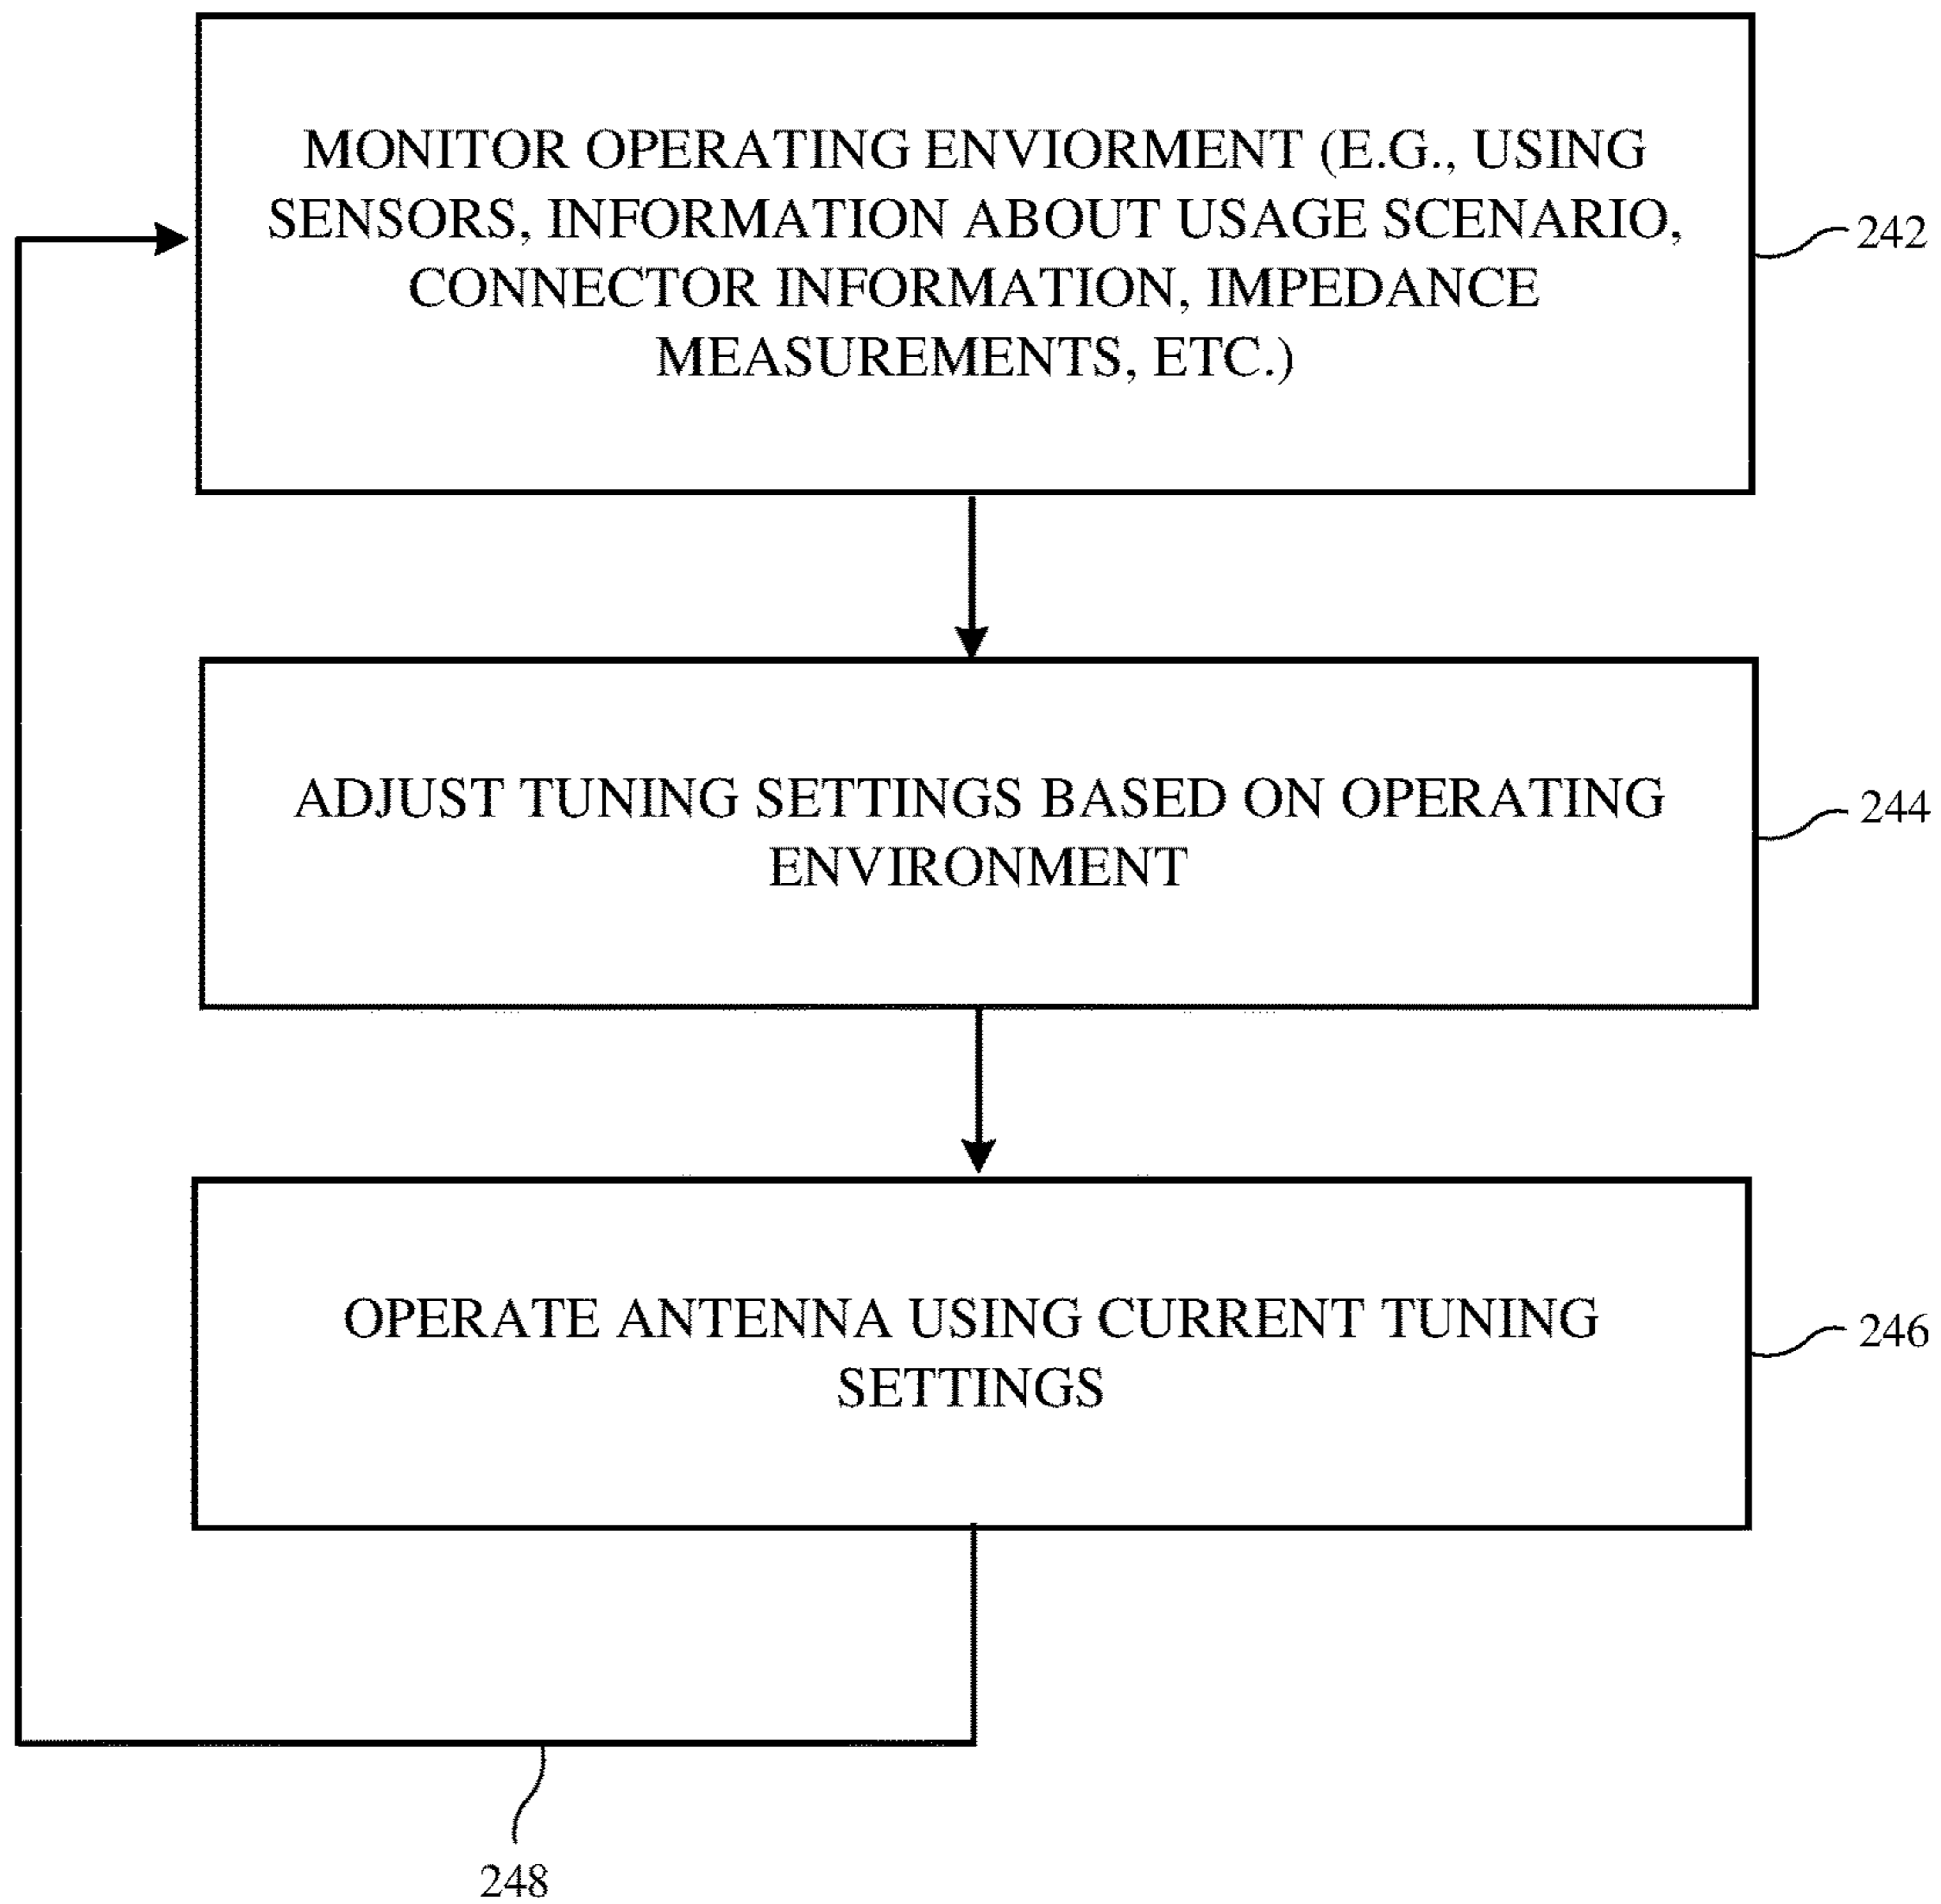 MONITOR OPERATING ENVIORMENT (E.G., USING
SENSORS, INFORMATION ABOUT USAGE SCENARIO,
CONNECTOR INFORMATION, IMPEDANCE
MEASUREMENTS, ETC.)
242
ADJUST TUNING SETTINGS BASED ON OPERATING
ENVIRONMENT
244
OPERATE ANTENNA USING CURRENT TUNING
SETTINGS
246
248